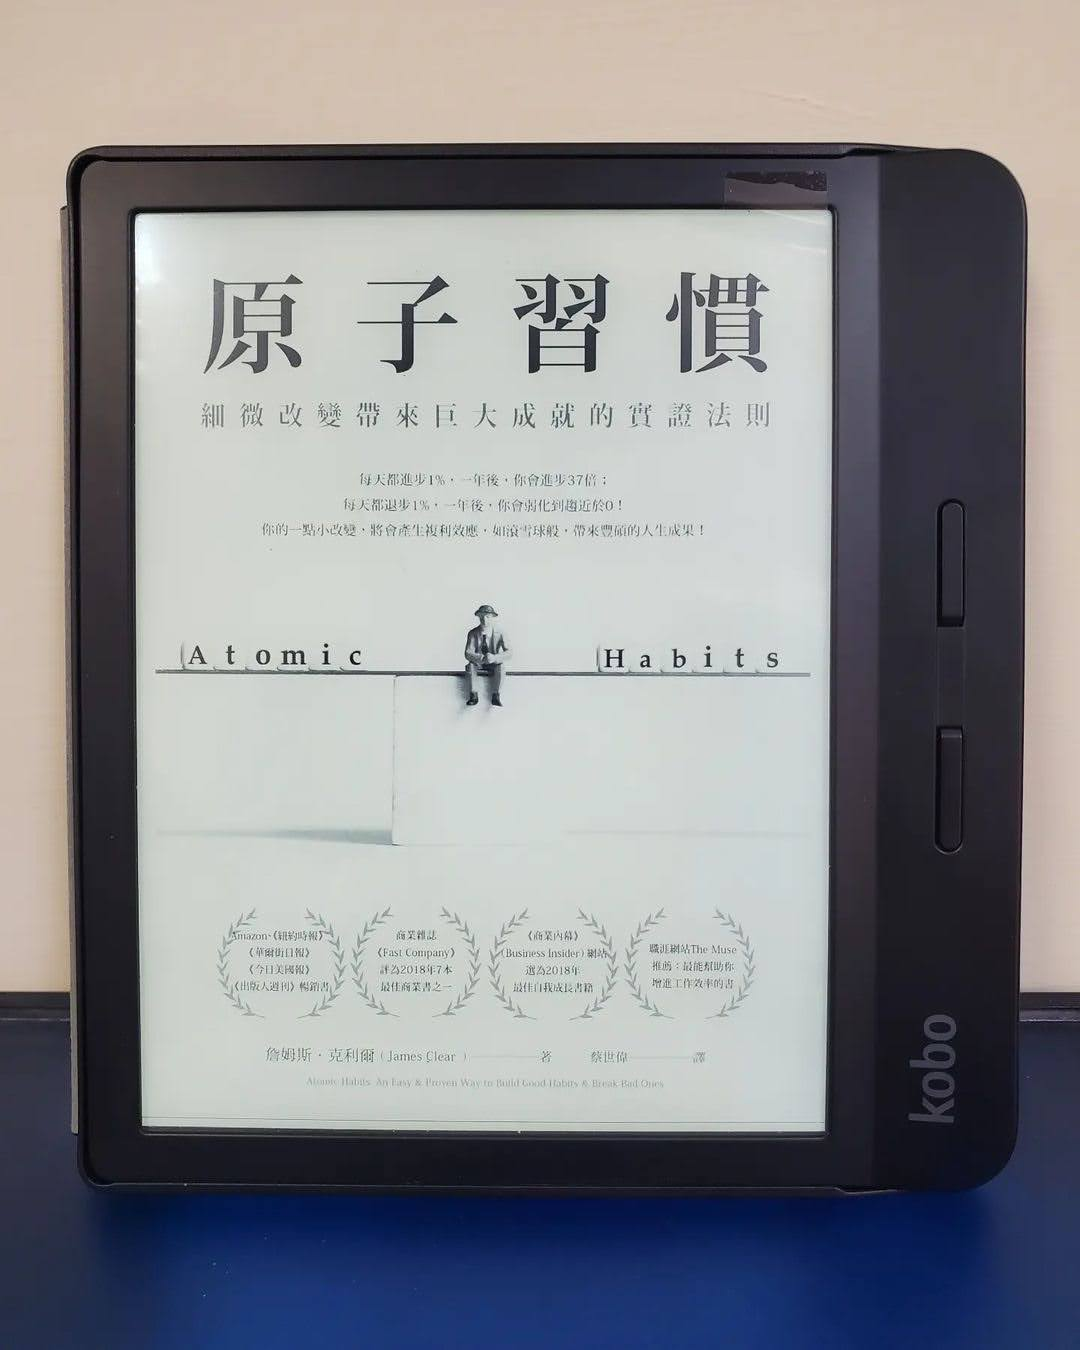 原子習慣
細微改變帶來巨大成就的實證法則
每天都進步1%,一年後,你會進步37倍;
每天都退步1%,一年後,你會弱化到趨近於0!
你的一點小改變,將會產生複利效應,如滾雪球般,帶來豐碩的人生成果!
Atomic Habits
Amazon、《紐約時報》
《華爾街日報》
《今日美國報》
《出版人週刊》暢銷書
商業雜誌
《Fast Company》
評為2018年7本
最佳商業書之一
《商業內幕》
(Business Insider) 網站
選為2018年
最佳自我成長書籍
職涯網站The Muse
推薦:最能幫助你
增進工作效率的書
詹姆斯・克利爾(James Clear )——著 蔡世偉——譯
Atomic Habits: An Easy & Proven Way to Build Good Habits & Break Bad Ones
kobo